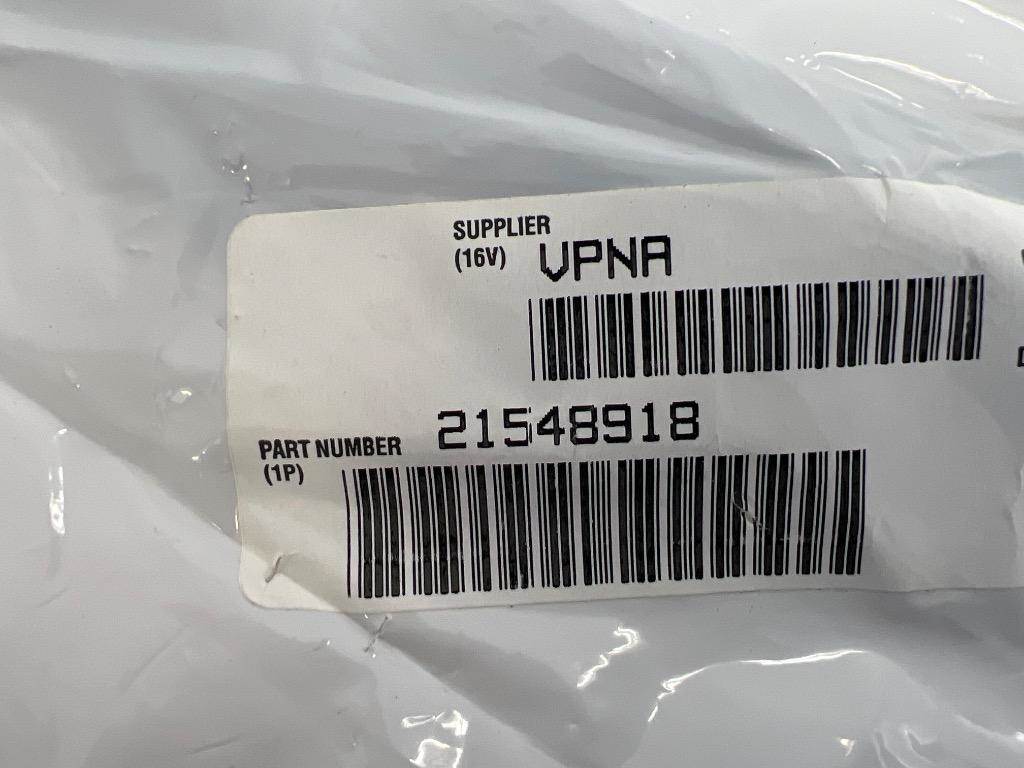 SUPPLIER
(16V) VPNA
21548918
PART NUMBER
(1P)